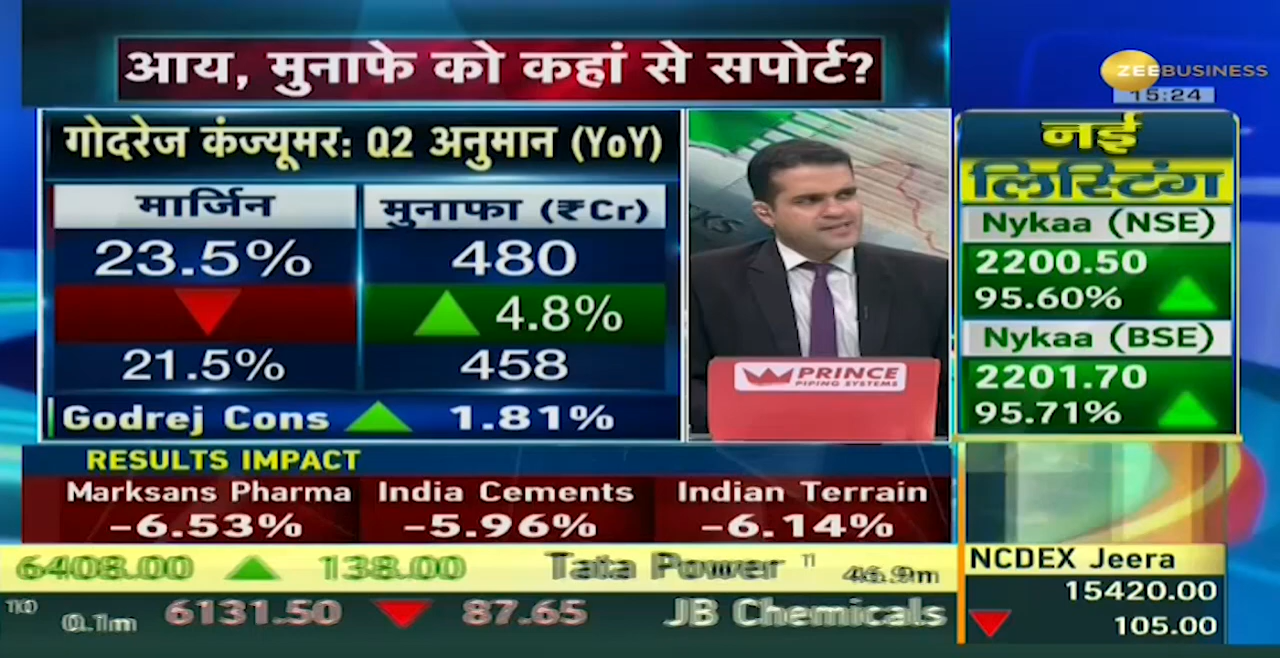 आय, मुनाफे को कहां से सपोर्ट?
ZEEBUSINESS
15:24
गोदरेज कंज्यूमर: Q2 अनुमान (YoY)
मार्जिन मुनाफा (₹Cr)
23.5% 480
4.8%
21.5% 458
Godrej Cons 1.81%
PRINCE
PIPING SYSTEMS
नई
लिस्टिंग
Nykaa (NSE)
2200.50
95.60%
Nykaa (BSE)
2201.70
95.71%
RESULTS IMPACT
Marksans Pharma India Cements Indian Terrain
-6.53% -5.96% -6.14%
6408.00 138.00 Tata Power 46.9m
0.1m 6131.50 87.65 JB Chemicals
NCDEX Jeera
15420.00
105.00